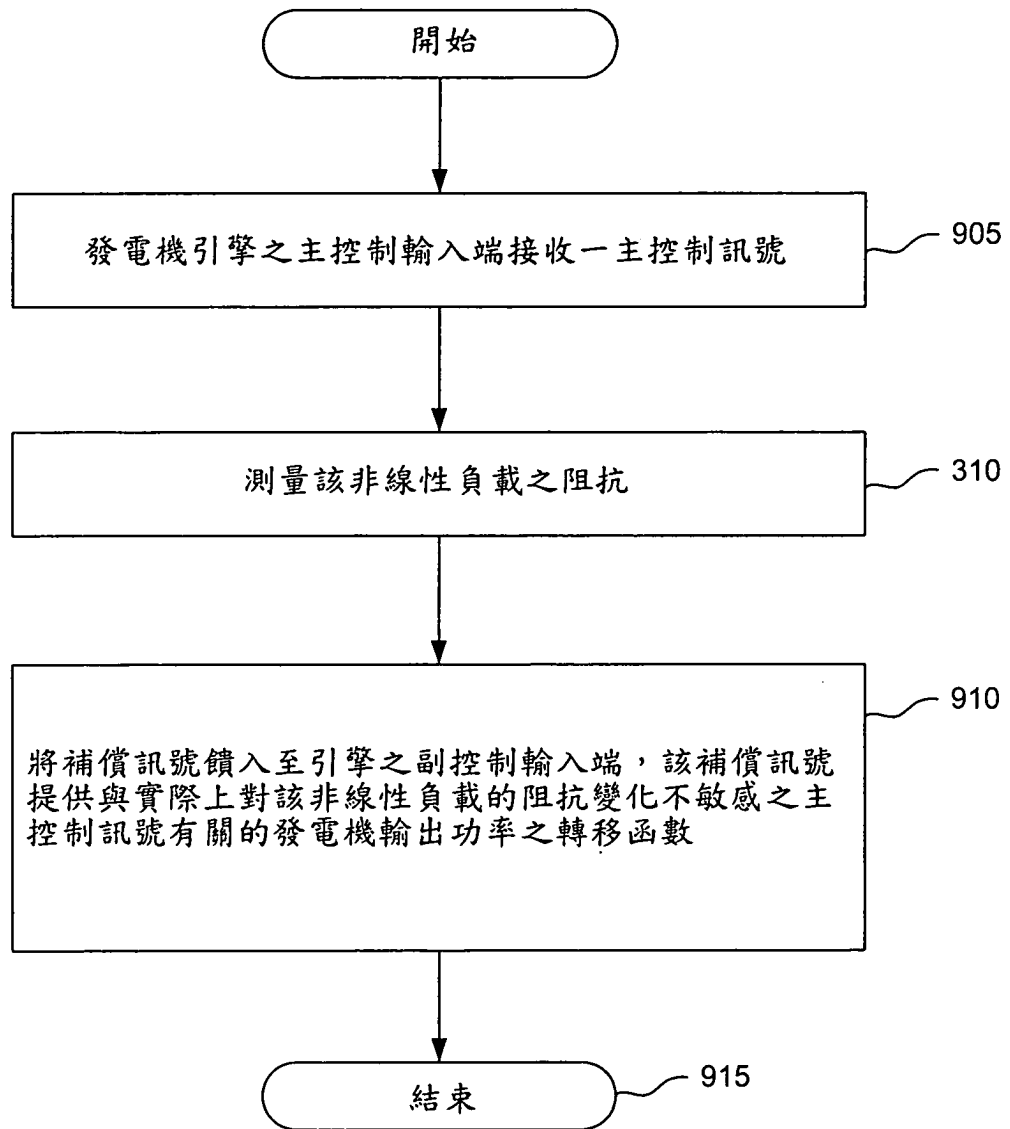 開始
發電機引擎之主控制輸入端接收一主控制訊號
905
測量該非線性負載之阻抗
310
910
將補償訊號饋入至引擎之副控制輸入端，該補償訊號
提供與實際上對該非線性負載的阻抗變化不敏感之主
控制訊號有關的發電機輸出功率之轉移函數
結束
915